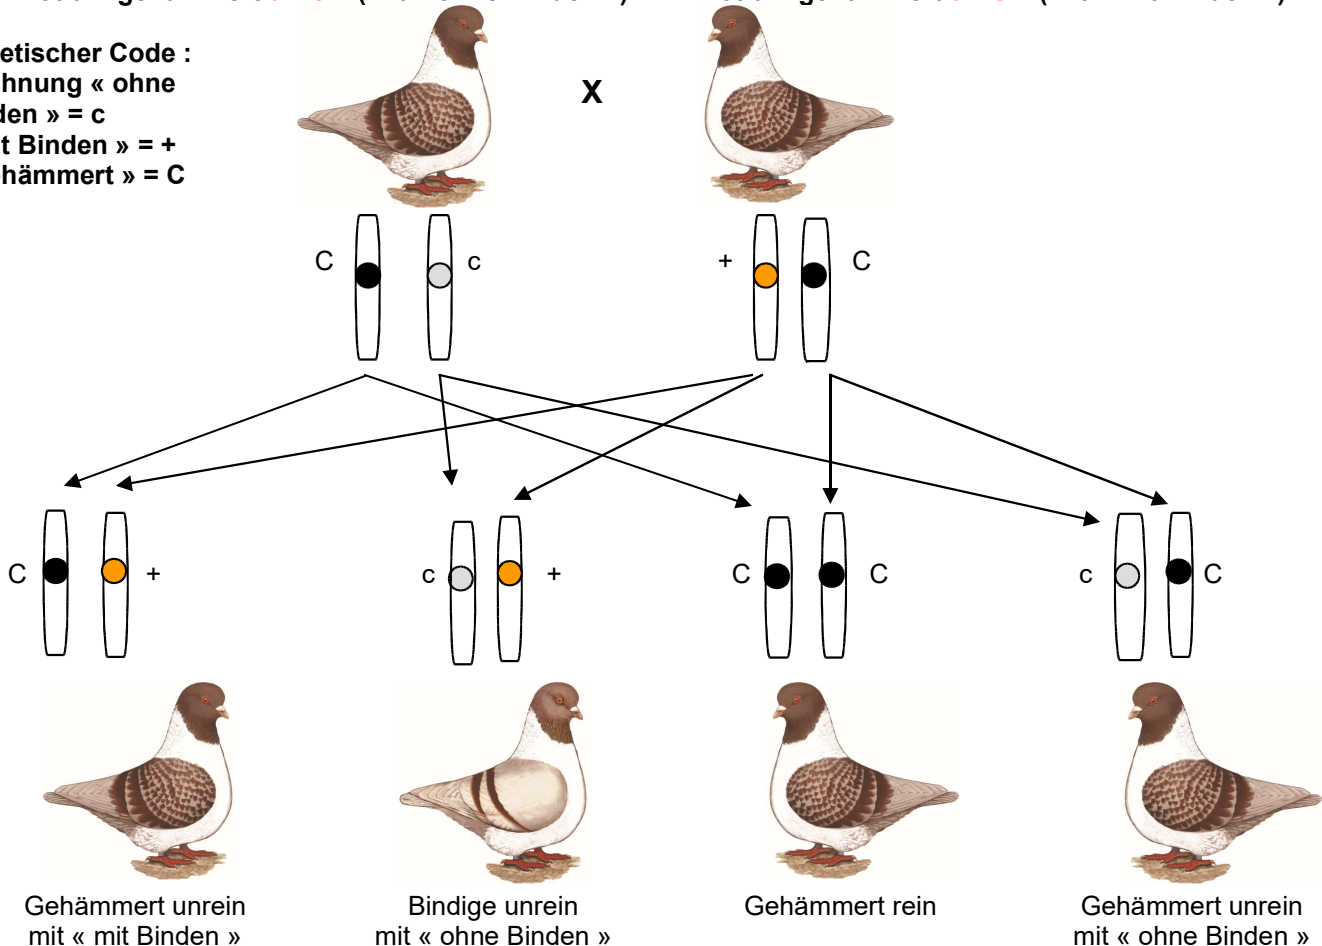 etischer Code :
hnung « ohne
den » = c
t Binden » = +
hämmert » = C
X
C
c
+
C
C
+
c
+
C
C
c
C
Gehämmert unrein
mit « mit Binden »
Bindige unrein
mit « ohne Binden »
Gehämmert rein
Gehämmert unrein
mit « ohne Binden »